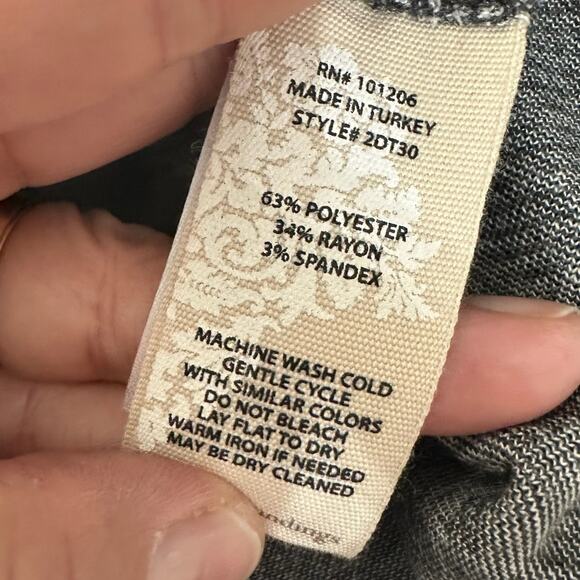 RN# 101206
MADE IN TURKEY
STYLE# 2DT30
63% POLYESTER
34% RAYON
3% SPANDEX
MACHINE WASH COLD
GENTLE CYCLE
WITH SIMILAR COLORS
DO NOT BLEACH
LAY FLAT TO DRY
WARM IRON IF NEEDED
MAY BE DRY CLEANED